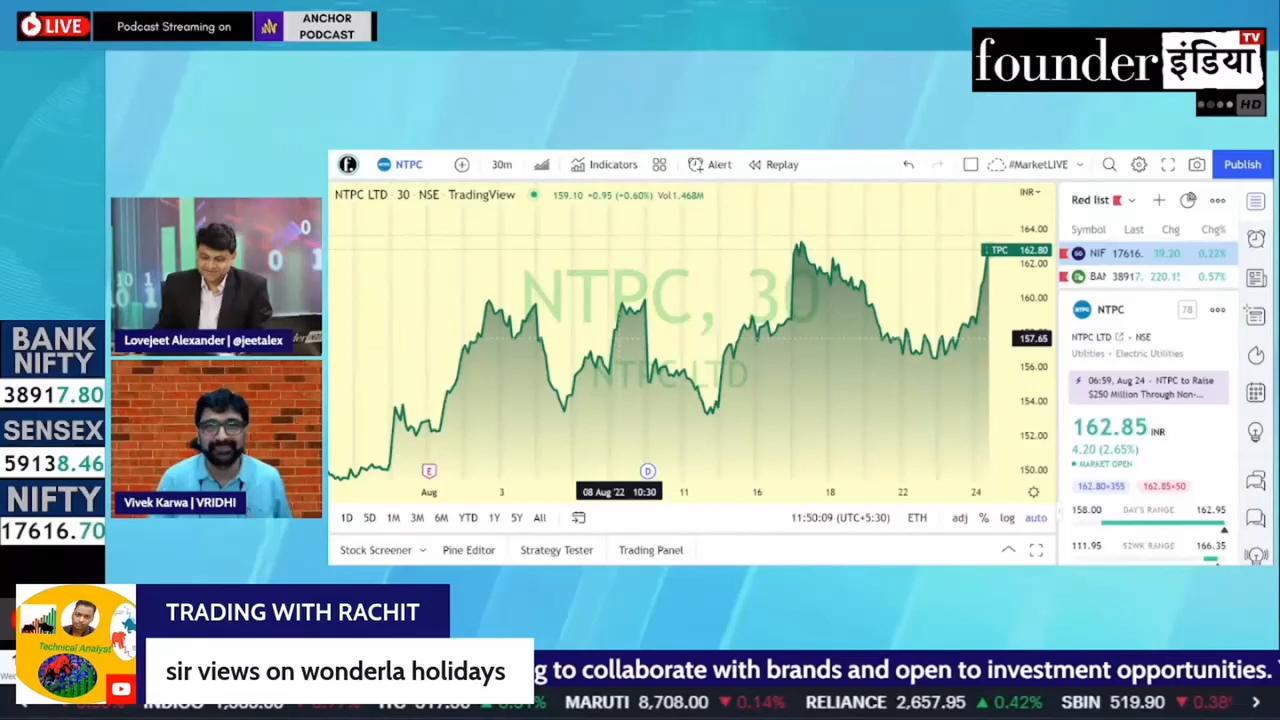 LIVE
Podcast Streaming on
ANCHOR
PODCAST
founder इंडिया TV
HD
NTPC
30m
Indicators
Alert
Replay
#MarketLIVE
Publish
NTPC LTD · 30 · NSE · TradingView
159.10 +0.95 (+0.60%) Vol1.468M
INR
Red list
Symbol Last Chg Chg%
NIF 17616. 39.20 0.22%
BAN 38917. 220.15 0.57%
NTPC, 30
NTPC LTD
164.00
TPC 162.80
162.00
160.00
157.65
156.00
154.00
152.00
150.00
E
D
Aug
3
08 Aug '22 10:30
11
16
18
22
24
1D 5D 1M 3M 6M YTD 1Y 5Y All
11:50:09 (UTC+5:30)
ETH
adj % log auto
Stock Screener
Pine Editor
Strategy Tester
Trading Panel
NTPC
78
NTPC LTD · NSE
Utilities · Electric Utilities
06:59, Aug 24 · NTPC to Raise
$250 Million Through Non-...
162.85 INR
4.20 (2.65%)
MARKET OPEN
162.80×355 162.85×50
158.00 DAY'S RANGE 162.95
111.95 52WK RANGE 166.35
Lovejeet Alexander | @jeetalex
Vivek Karwa | VRIDHI
BANK
NIFTY
38917.80
SENSEX
59138.46
NIFTY
17616.70
Technical Analyst
TRADING WITH RACHIT
sir views on wonderla holidays
to collaborate with brands and open to investment opportunities.
MARUTI 8,708.00 ▼ 0.14% RELIANCE 2,657.95 ▲ 0.42% SBIN 519.90 ▼ 0.38